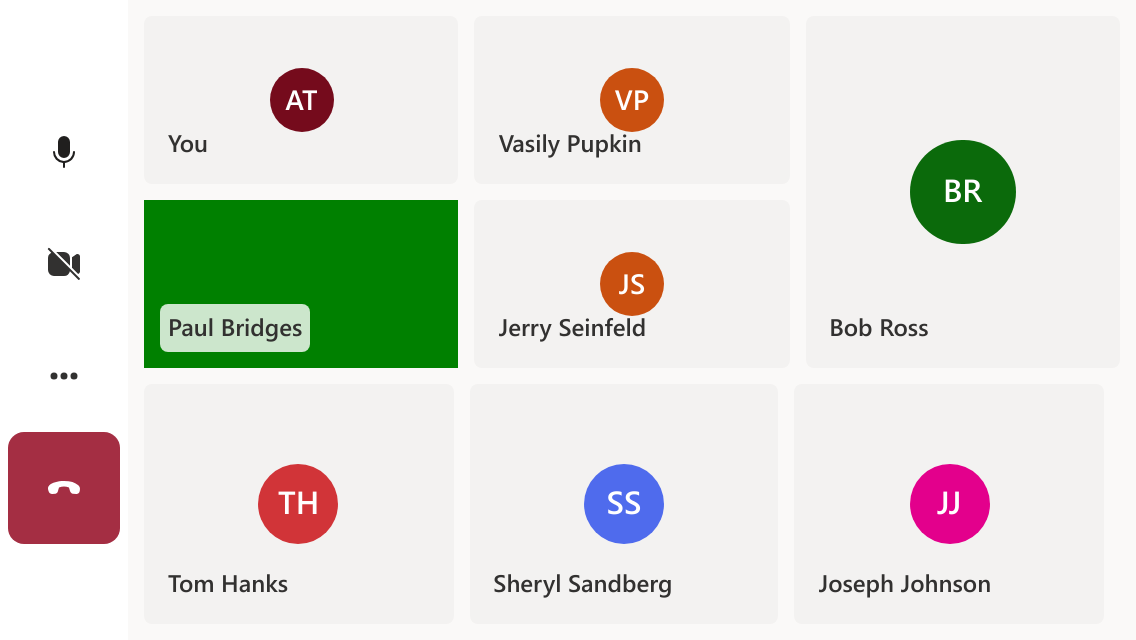 AT
You
VP
Vasily Pupkin
BR
Bob Ross
Paul Bridges
JS
Jerry Seinfeld
TH
Tom Hanks
SS
Sheryl Sandberg
JJ
Joseph Johnson